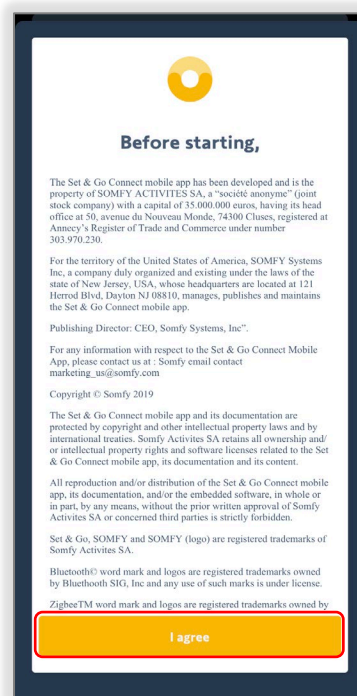 Before starting,
The Set & Go Connect mobile app has been developed and is the
property of SOMFY ACTIVITES SA, a “société anonyme” (joint
stock company) with a capital of 35.000.000 euros, having its head
office at 50, avenue du Nouveau Monde, 74300 Cluses, registered at
Annecy’s Register of Trade and Commerce under number
303.970.230.
For the territory of the United States of America, SOMFY Systems
Inc, a company duly organized and existing under the laws of the
state of New Jersey, USA, whose headquarters are located at 121
Herrod Blvd, Dayton NJ 08810, manages, publishes and maintains
the Set & Go Connect mobile app.
Publishing Director: CEO, Somfy Systems, Inc”.
For any information with respect to the Set & Go Connect Mobile
App, please contact us at : Somfy email contact
marketing_us@somfy.com
Copyright © Somfy 2019
The Set & Go Connect mobile app and its documentation are
protected by copyright and other intellectual property laws and by
international treaties. Somfy Activites SA retains all ownership and/
or intellectual property rights and software licenses related to the Set
& Go Connect mobile app, its documentation and its content.
All reproduction and/or distribution of the Set & Go Connect mobile
app, its documentation, and/or the embedded software, in whole or
in part, by any means, without the prior written approval of Somfy
Activites SA or concerned third parties is strictly forbidden.
Set & Go, SOMFY and SOMFY (logo) are registered trademarks of
Somfy Activites SA.
Bluetooth© word mark and logos are registered trademarks owned
by Bluethooth SIG, Inc and any use of such marks is under license.
ZigbeeTM word mark and logos are registered trademarks owned by
I agree